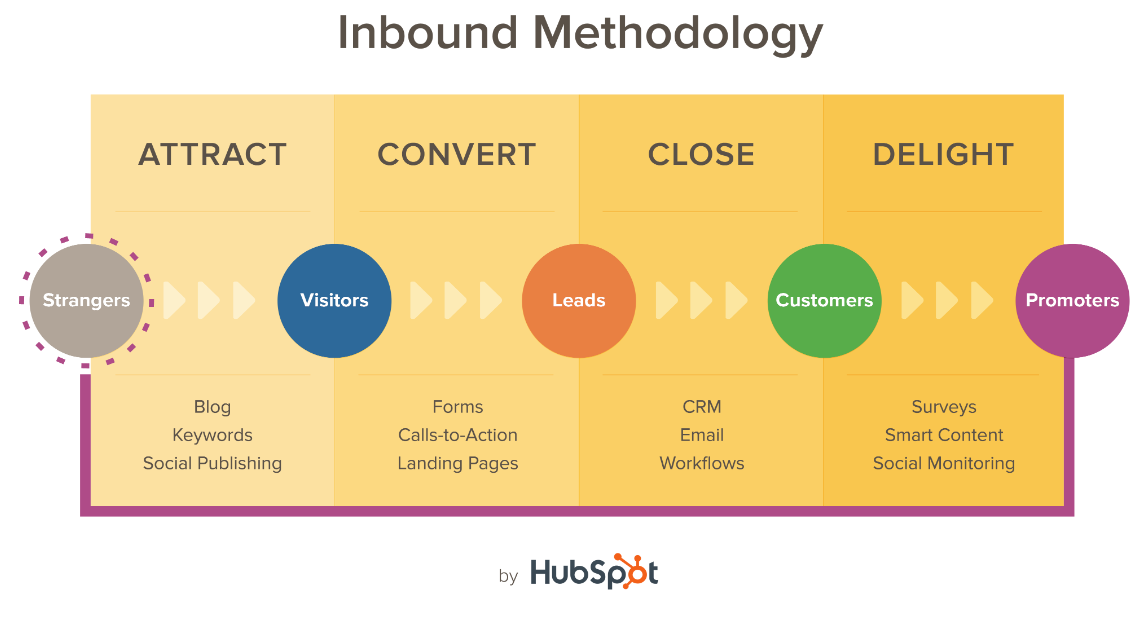 Inbound Methodology
ATTRACT
CONVERT
CLOSE
DELIGHT
Strangers
Visitors
Leads
Customers
Promoters
Blog
Keywords
Social Publishing
Forms
Calls-to-Action
Landing Pages
CRM
Email
Workflows
Surveys
Smart Content
Social Monitoring
by HubSpot